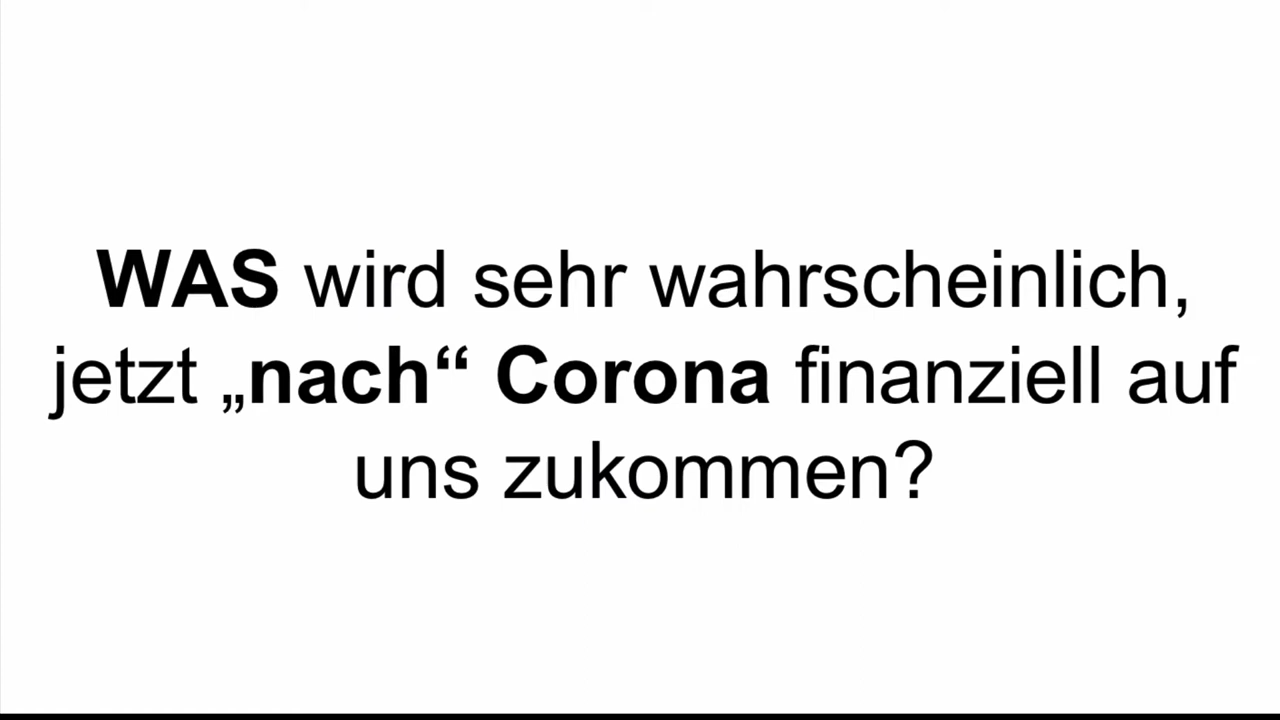 WAS wird sehr wahrscheinlich,
jetzt „nach“ Corona finanziell auf
uns zukommen?